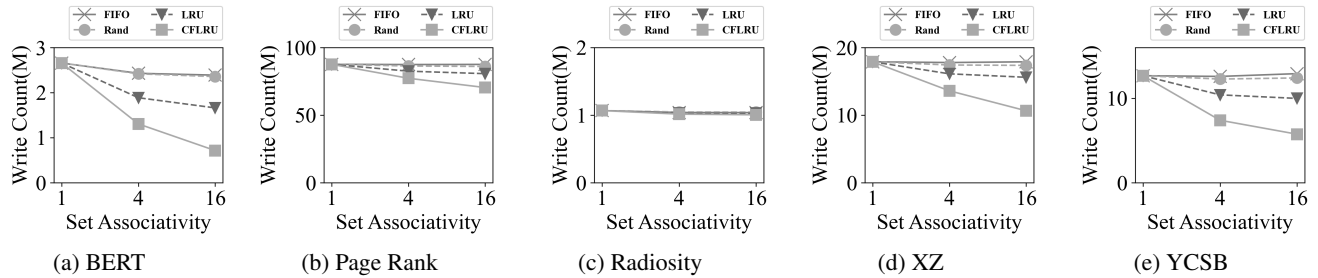 FIFO LRU
Rand CFLRU
Write Count(M)
3
2
1
0
1 4 16
Set Associativity
(a) BERT
FIFO LRU
Rand CFLRU
Write Count(M)
100
50
0
1 4 16
Set Associativity
(b) Page Rank
FIFO LRU
Rand CFLRU
Write Count(M)
2
1
0
1 4 16
Set Associativity
(c) Radiosity
FIFO LRU
Rand CFLRU
Write Count(M)
20
10
0
1 4 16
Set Associativity
(d) XZ
FIFO LRU
Rand CFLRU
Write Count(M)
10
0
1 4 16
Set Associativity
(e) YCSB